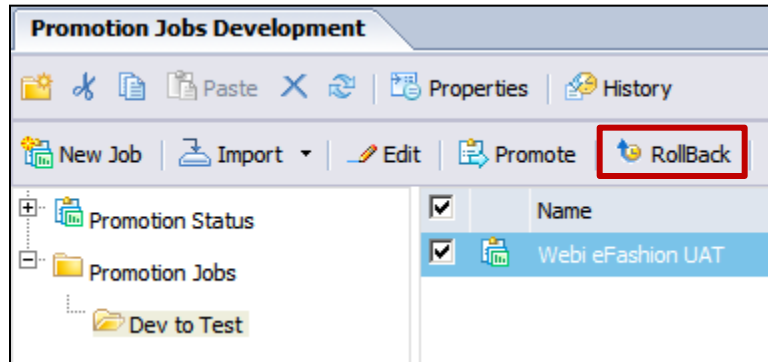 Promotion Jobs Development
Paste Properties History
New Job Import Edit Promote RollBack
Promotion Status
Promotion Jobs
Dev to Test
Name
Webi eFashion UAT